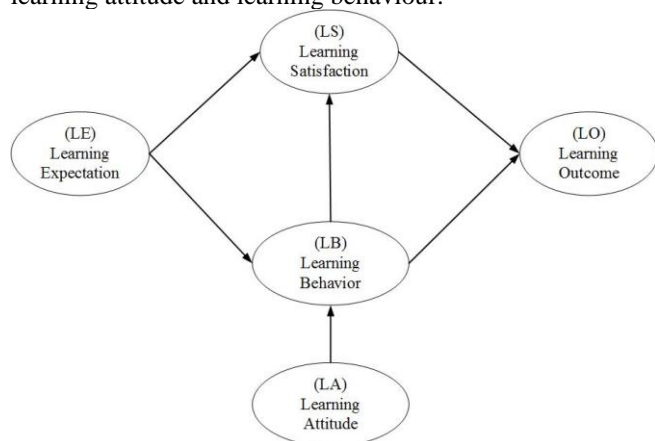 learning attitude and learning behaviour.
(LS)
Learning
Satisfaction
(LE)
Learning
Expectation
(LO)
Learning
Outcome
(LB)
Learning
Behavior
(LA)
Learning
Attitude